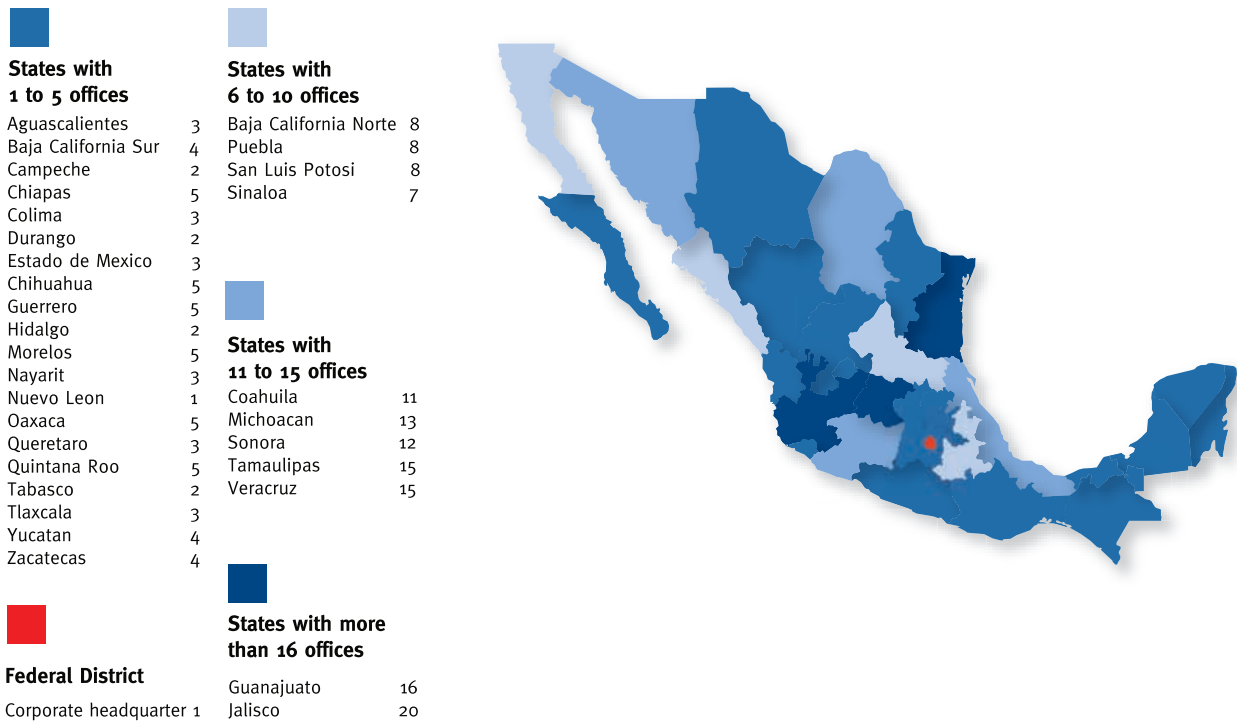 States with
1 to 5 offices
Aguascalientes 3
Baja California Sur 4
Campeche 2
Chiapas 5
Colima 3
Durango 2
Estado de Mexico 3
Chihuahua 5
Guerrero 5
Hidalgo 2
Morelos 5
Nayarit 3
Nuevo Leon 1
Oaxaca 5
Queretaro 3
Quintana Roo 5
Tabasco 2
Tlaxcala 3
Yucatan 4
Zacatecas 4
Federal District
Corporate headquarter 1
States with
6 to 10 offices
Baja California Norte 8
Puebla 8
San Luis Potosi 8
Sinaloa 7
States with
11 to 15 offices
Coahuila 11
Michoacan 13
Sonora 12
Tamaulipas 15
Veracruz 15
States with more
than 16 offices
Guanajuato 16
Jalisco 20